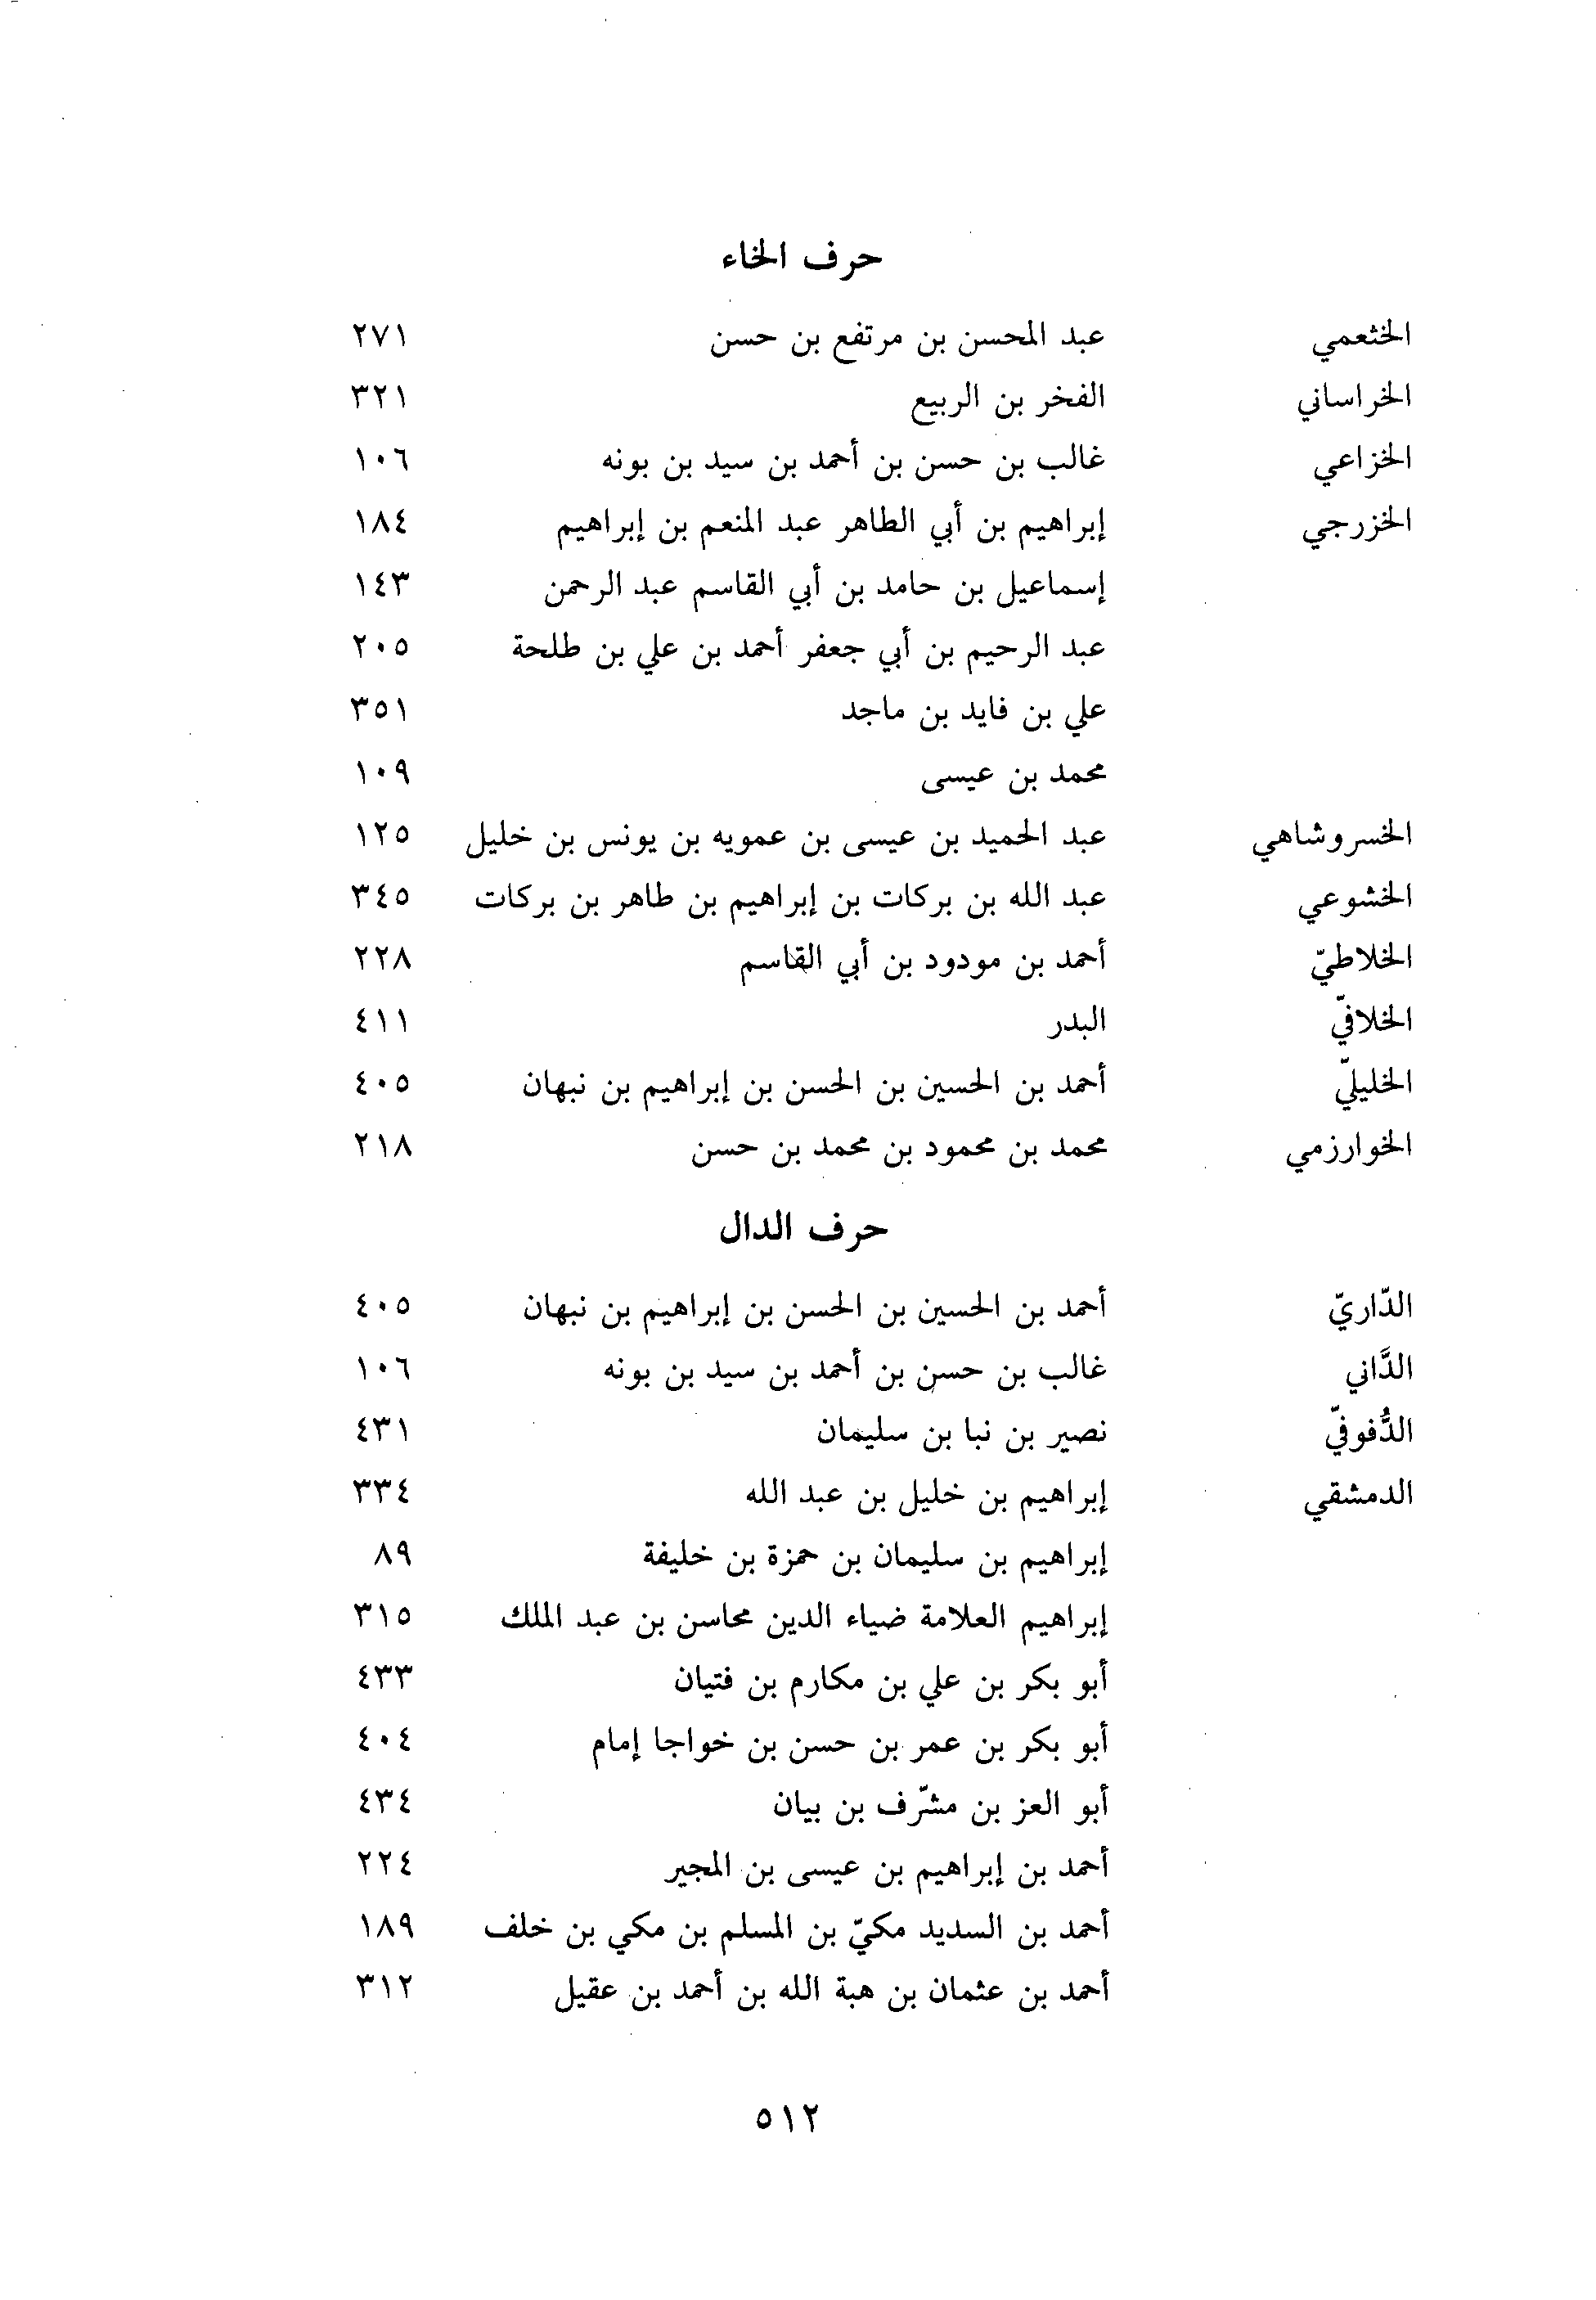 حرف الخاء
الخثعمي عبد المحسن بن مرتفع بن حسن ٢٧١
الخراساني الفخر بن الربيع ٣٢١
الخزاعي غالب بن حسن بن أحمد بن سيد بن بونه ١٠٦
الخزرجي إبراهيم بن أبي الطاهر عبد المنعم بن إبراهيم ١٨٤
إسماعيل بن حامد بن أبي القاسم عبد الرحمن ١٤٣
عبد الرحيم بن أبي جعفر أحمد بن علي بن طلحة ٢٠٥
علي بن فايد بن ماجد ٣٥١
محمد بن عيسى ١٠٩
الخسروشاهي عبد الحميد بن عيسى بن عمويه بن يونس بن خليل ١٢٥
الخشوعي عبد الله بن بركات بن إبراهيم بن طاهر بن بركات ٣٤٥
الخلاطيّ أحمد بن مودود بن أبي القاسم ٢٢٨
الخلافيّ البدر ٤١١
الخليليّ أحمد بن الحسين بن الحسن بن إبراهيم بن نبهان ٤٠٥
الخوارزمي محمد بن محمود بن محمد بن حسن ٢١٨
حرف الدال
الدّاريّ أحمد بن الحسين بن الحسن بن إبراهيم بن نبهان ٤٠٥
الدَّاني غالب بن حسن بن أحمد بن سيد بن بونه ١٠٦
الدُّفوفيّ نصير بن نبا بن سليمان ٤٣١
الدمشقي إبراهيم بن خليل بن عبد الله ٣٣٤
إبراهيم بن سليمان بن حمزة بن خليفة ٨٩
إبراهيم العلامة ضياء الدين محاسن بن عبد الملك ٣١٥
أبو بكر بن علي بن مكارم بن فتيان ٤٣٣
أبو بكر بن عمر بن حسن بن خواجا إمام ٤٠٤
أبو العز بن مشرّف بن بيان ٤٣٤
أحمد بن إبراهيم بن عيسى بن المجير ٢٢٤
أحمد بن السديد مكيّ بن المسلم بن مكي بن خلف ١٨٩
أحمد بن عثمان بن هبة الله بن أحمد بن عقيل ٣١٢
٥١٢